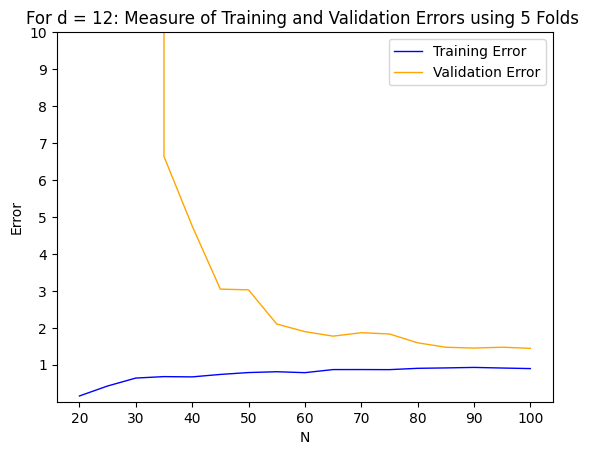 For d = 12: Measure of Training and Validation Errors using 5 Folds
10
9
8
7
6
5
4
3
2
1
Error
Training Error
Validation Error
20 30 40 50 60 70 80 90 100
N